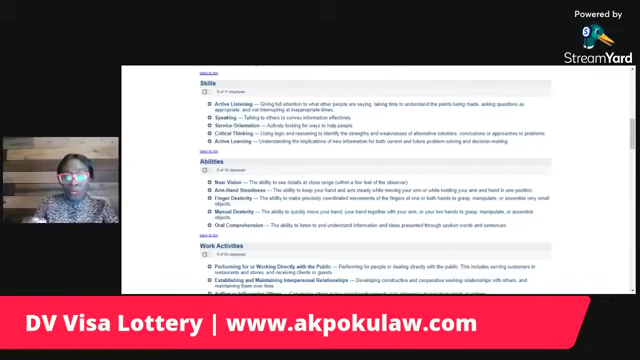 Powered by
StreamYard
back to top
Skills
5 of 11 displayed
Active Listening — Giving full attention to what other people are saying, taking time to understand the points being made, asking questions as
appropriate, and not interrupting at inappropriate times.
Speaking — Talking to others to convey information effectively.
Service Orientation — Actively looking for ways to help people.
Critical Thinking — Using logic and reasoning to identify the strengths and weaknesses of alternative solutions, conclusions or approaches to problems.
Active Learning — Understanding the implications of new information for both current and future problem-solving and decision-making.
back to top
Abilities
displayed
Near Vision — The ability to see details at close range (within a few feet of the observer).
Arm-Hand Steadiness — The ability to keep your hand and arm steady while moving your arm or while holding your arm and hand in one position.
Finger Dexterity — The ability to make precisely coordinated movements of the fingers of one or both hands to grasp, manipulate, or assemble very small
objects.
Manual Dexterity — The ability to quickly move your hand, your hand together with your arm, or your two hands to grasp, manipulate, or assemble
objects.
Oral Comprehension — The ability to listen to and understand information and ideas presented through spoken words and sentences.
back to top
Work Activities
displayed
Performing for or Working Directly with the Public — Performing for people or dealing directly with the public. This includes serving customers in
restaurants and stores, and receiving clients or guests.
Establishing and Maintaining Interpersonal Relationships — Developing constructive and cooperative working relationships with others, and
maintaining them over time.
DV Visa Lottery | www.akpokulaw.com